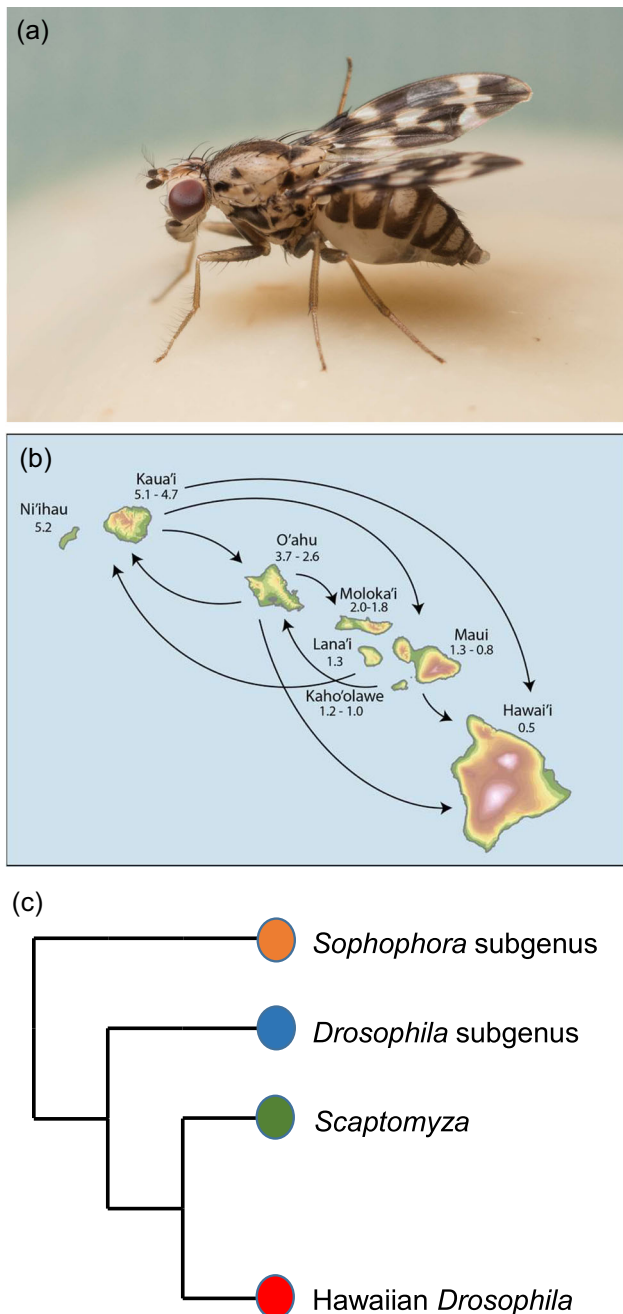 (a)
(b)
Kaua'i
5.1 - 4.7
Ni'ihau
5.2
O'ahu
3.7 - 2.6
Moloka'i
2.0-1.8
Lana'i
1.3
Maui
1.3 - 0.8
Kaho'olawe
1.2 - 1.0
Hawai'i
0.5
(c)
Sophophora subgenus
Drosophila subgenus
Scaptomyza
Hawaiian Drosophila